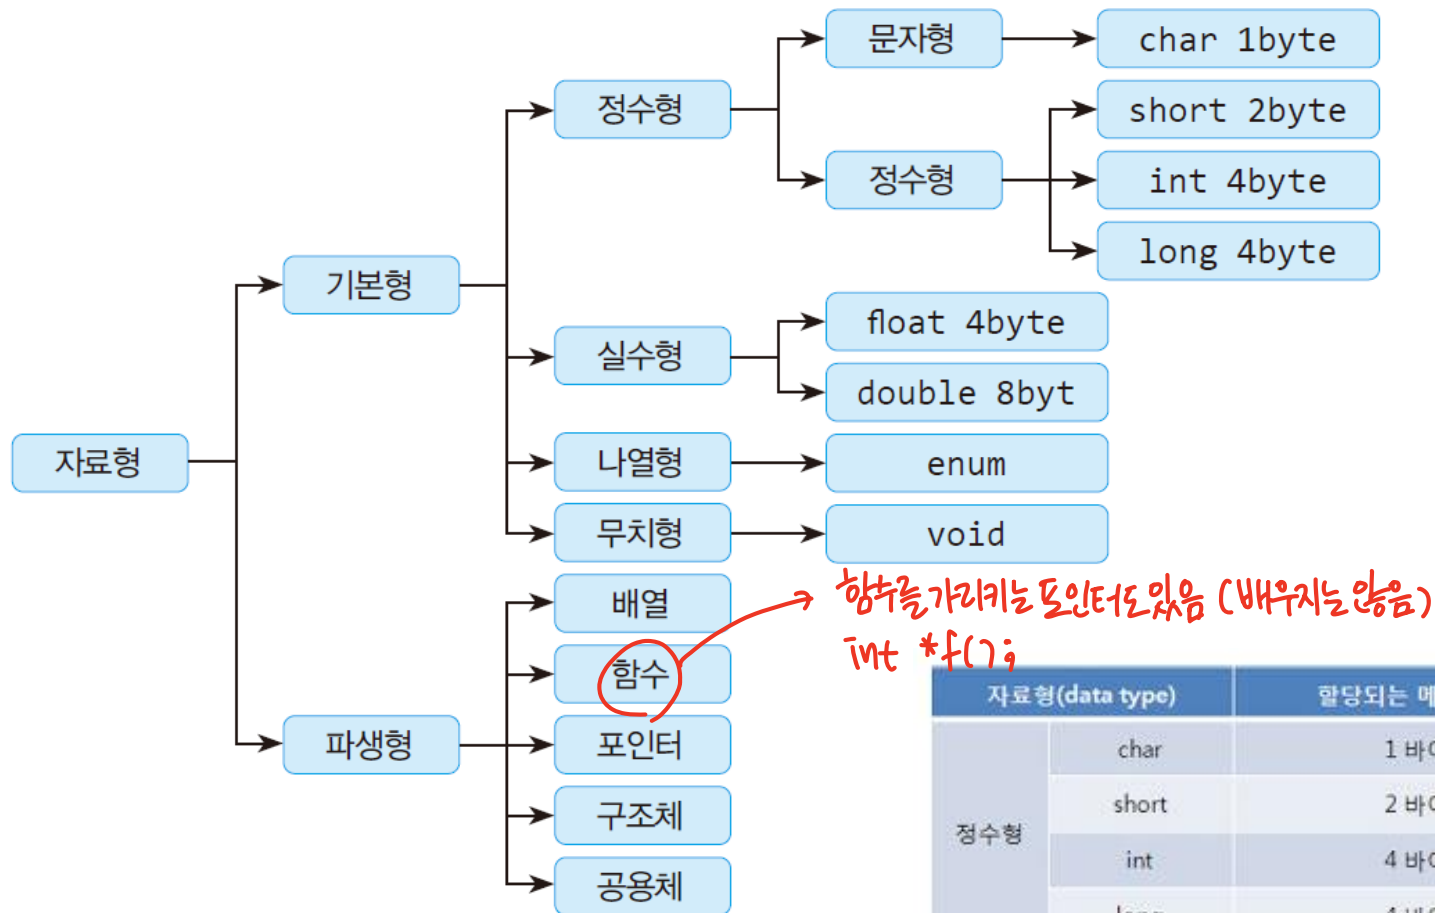 문자형
char 1byte
정수형
short 2byte
정수형
int 4byte
long 4byte
기본형
float 4byte
실수형
double 8byt
자료형
나열형
enum
무치형
void
배열
함수를 가리키는 포인터도 있음 (배우지는 않음)
int *f();
함수
파생형
포인터
구조체
공용체
자료형(data type) 할당되는
char 1
short 2
정수형
int 4